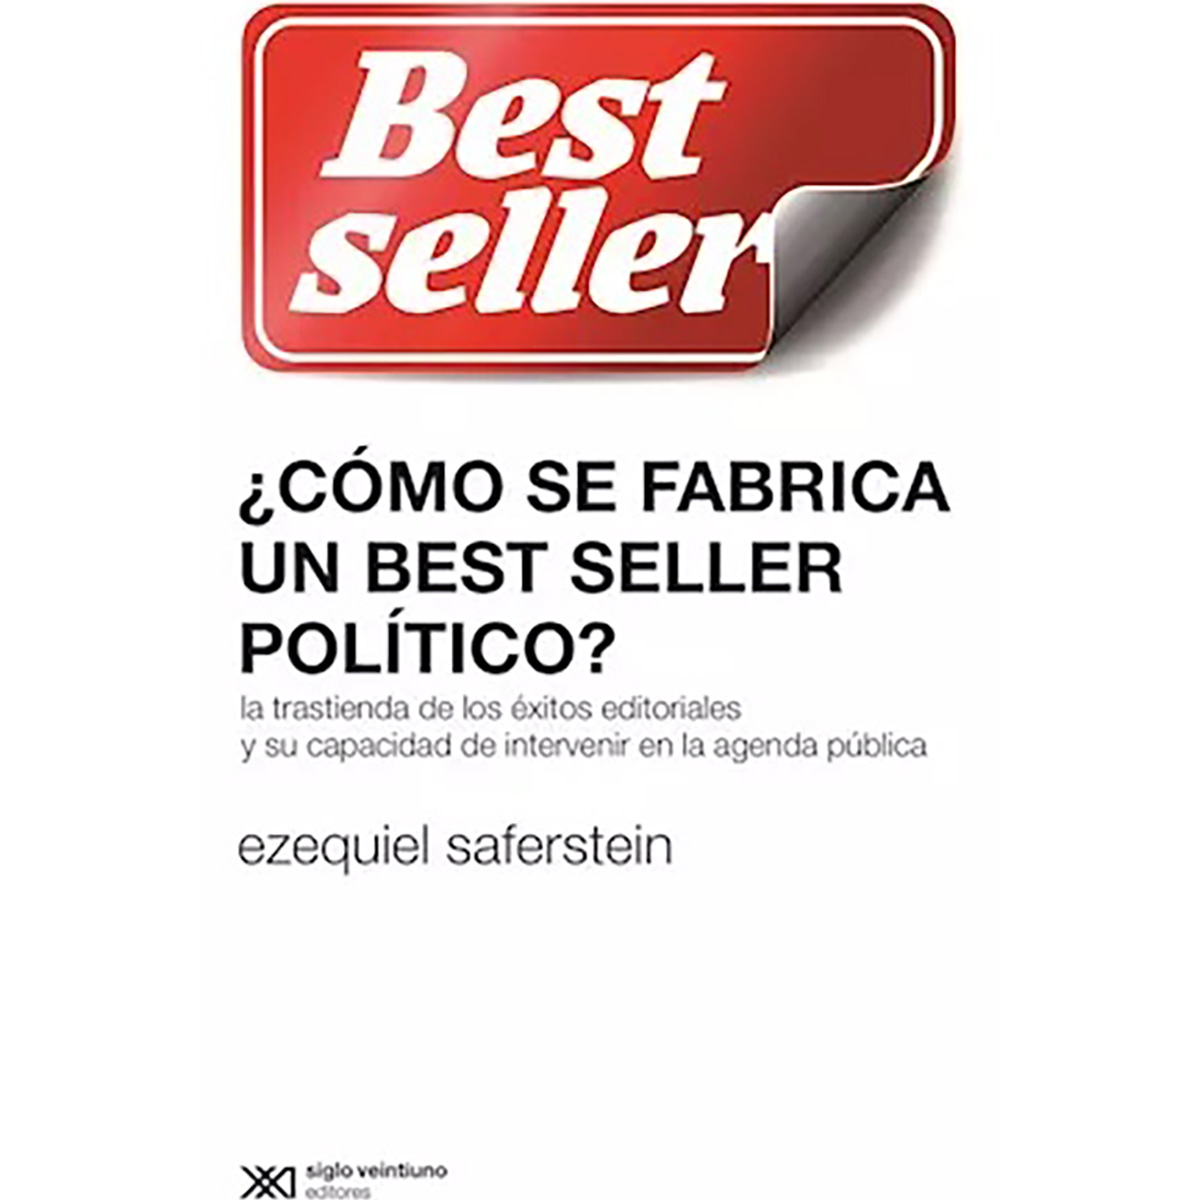 Best
seller
¿CÓMO SE FABRICA
UN BEST SELLER
POLÍTICO?
la trastienda de los éxitos editoriales
y su capacidad de intervenir en la agenda pública
ezequiel saferstein
siglo veintiuno
editores